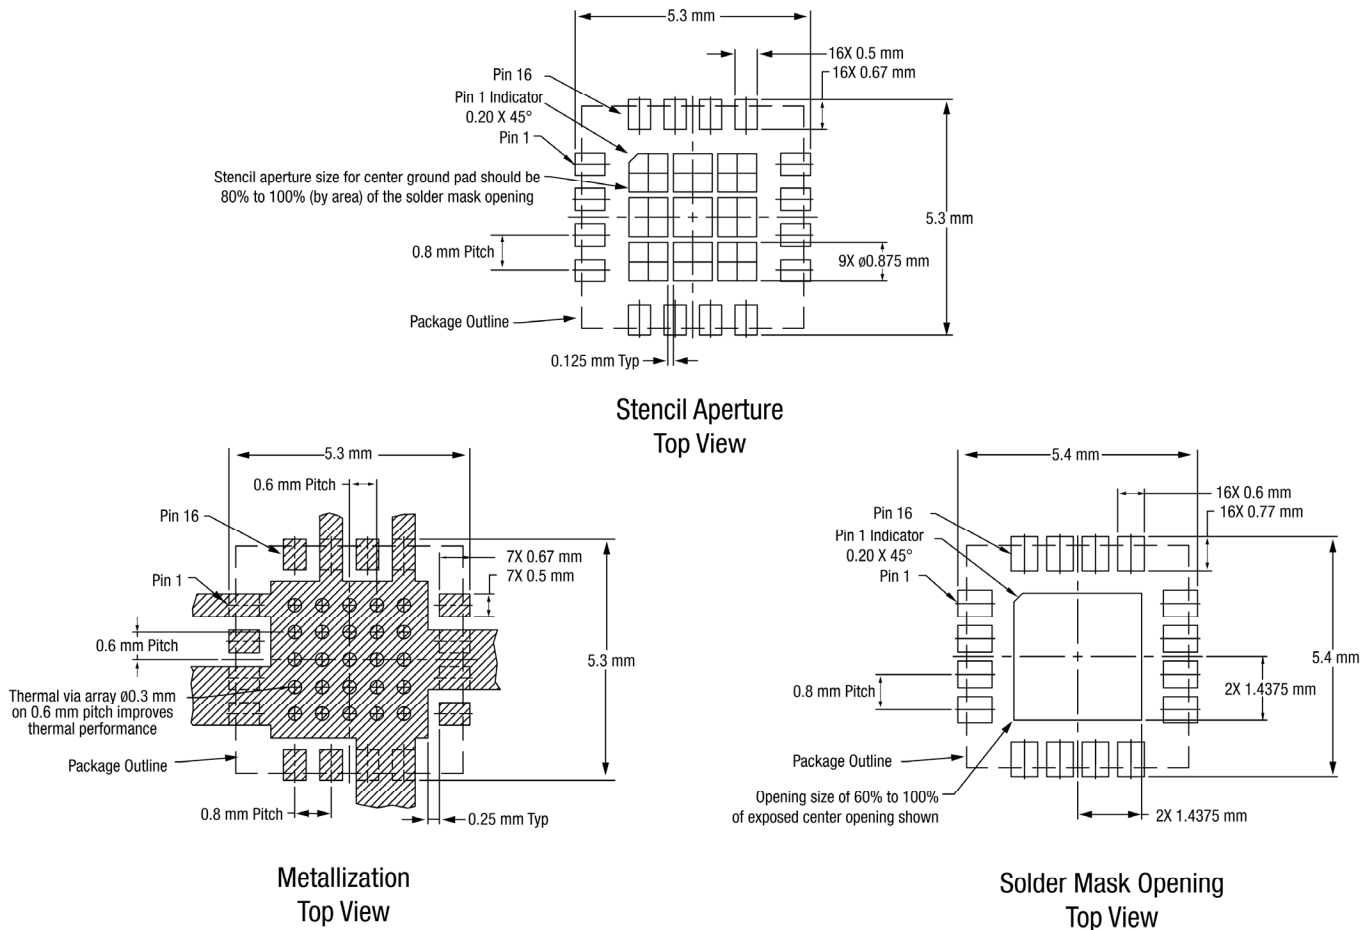 5.3 mm
16X 0.5 mm
16X 0.67 mm
Pin 16
Pin 1 Indicator
0.20 X 45°
Pin 1
Stencil aperture size for center ground pad should be
80% to 100% (by area) of the solder mask opening
5.3 mm
0.8 mm Pitch
9X ø0.875 mm
Package Outline
0.125 mm Typ
Stencil Aperture
Top View
5.3 mm
0.6 mm Pitch
Pin 16
7X 0.67 mm
7X 0.5 mm
Pin 1
0.6 mm Pitch
5.3 mm
Thermal via array ø0.3 mm
on 0.6 mm pitch improves
thermal performance
Package Outline
0.8 mm Pitch
0.25 mm Typ
Metallization
Top View
5.4 mm
16X 0.6 mm
16X 0.77 mm
Pin 16
Pin 1 Indicator
0.20 X 45°
Pin 1
5.4 mm
0.8 mm Pitch
2X 1.4375 mm
Package Outline
Opening size of 60% to 100%
of exposed center opening shown
2X 1.4375 mm
Solder Mask Opening
Top View